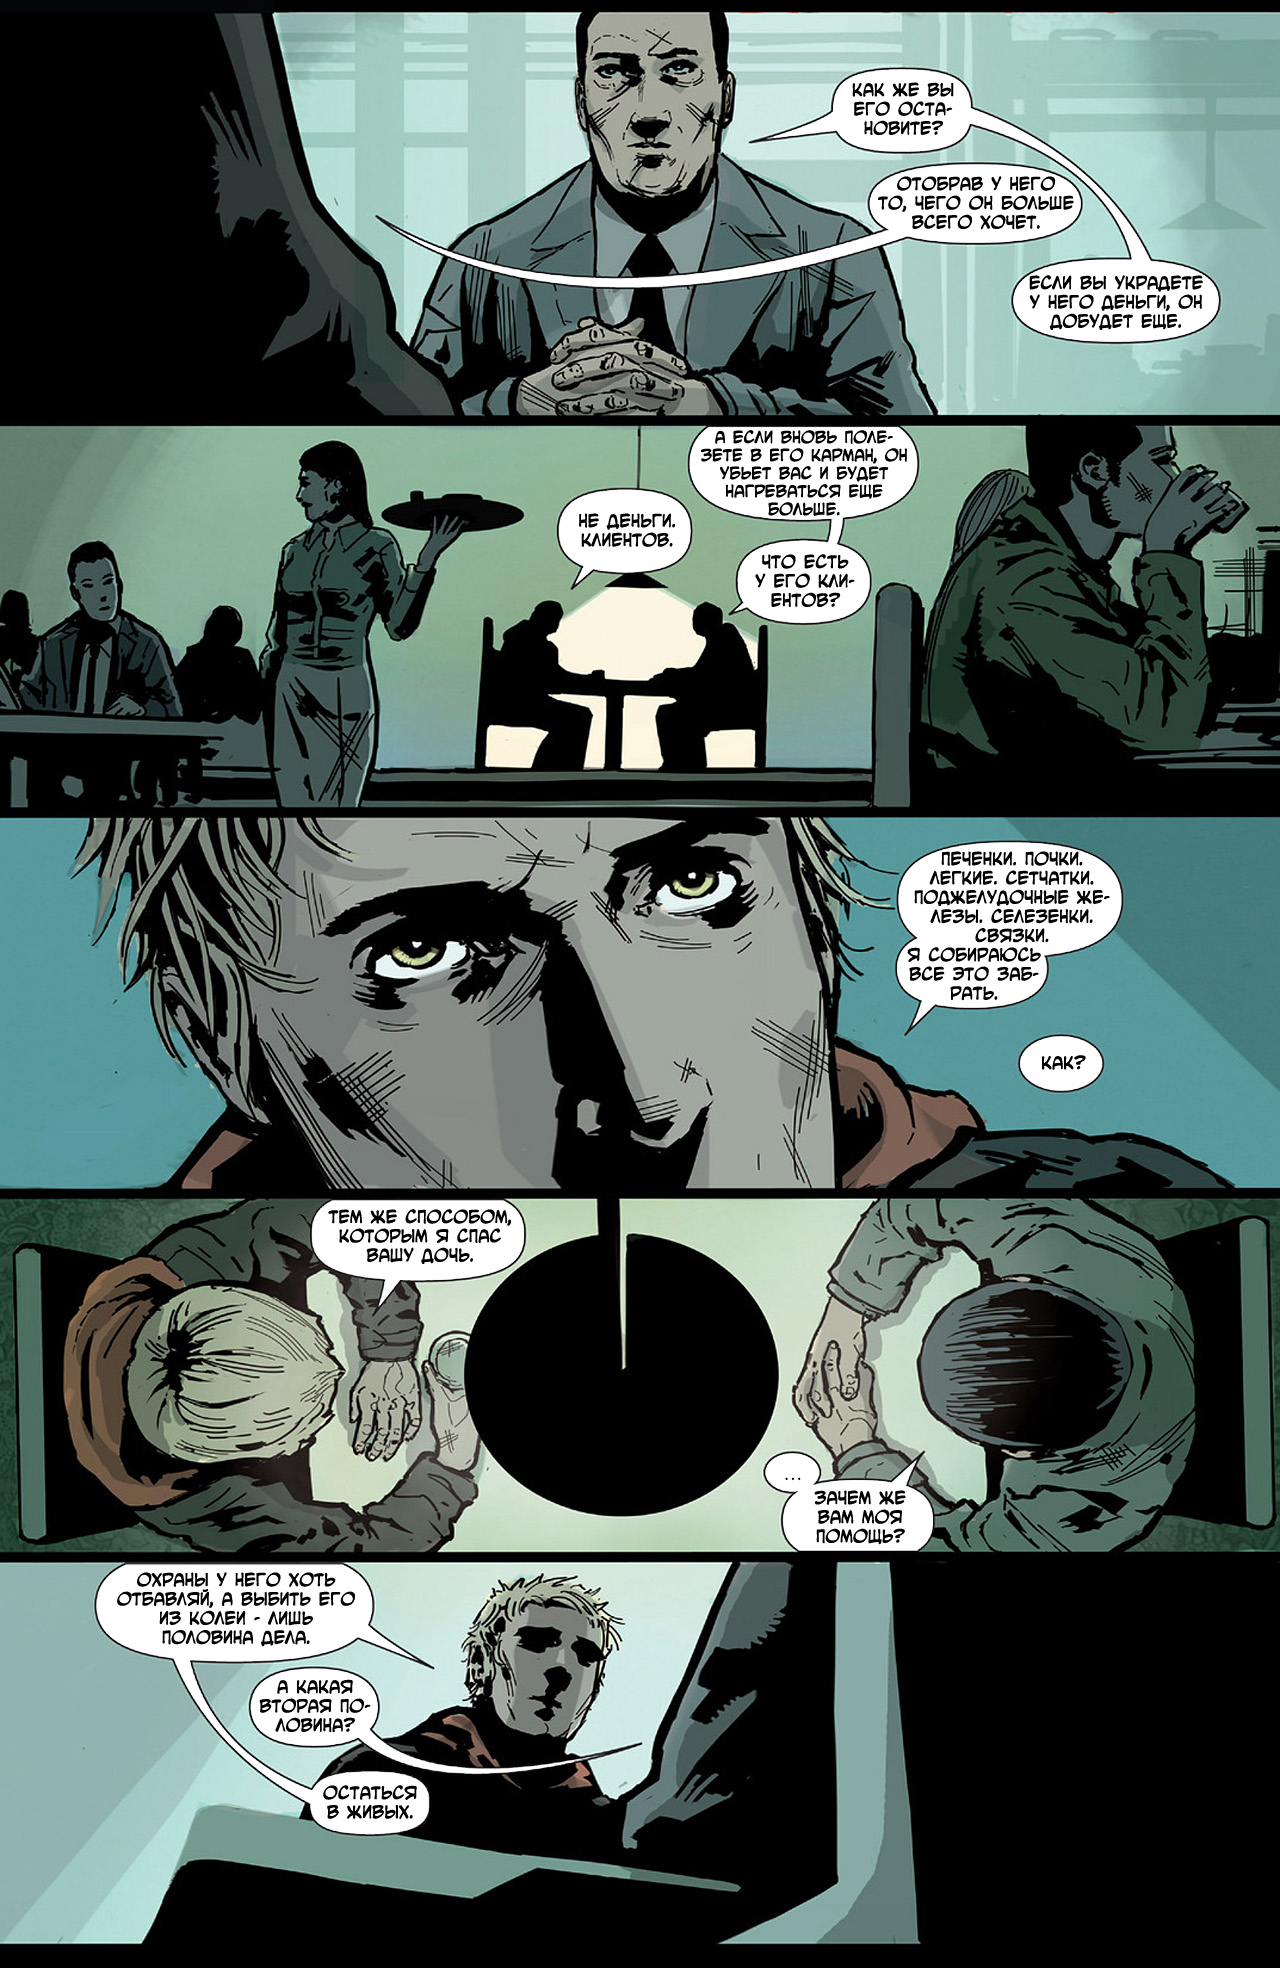 КАК ЖЕ ВЫ
ЕГО ОСТА-
НОВИТЕ?
ОТОБРАВ У НЕГО
ТО, ЧЕГО ОН БОЛЬШЕ
ВСЕГО ХОЧЕТ.
ЕСЛИ ВЫ УКРАДЕТЕ
У НЕГО ДЕНЬГИ, ОН
ДОБУДЕТ ЕЩЕ.
А ЕСЛИ ВНОВЬ ПОЛЕ-
ЗЕТЕ В ЕГО КАРМАН, ОН
УБЬЕТ ВАС И БУДЕТ
НАГРЕВАТЬСЯ ЕЩЕ
БОЛЬШЕ.
НЕ ДЕНЬГИ.
КЛИЕНТОВ.
ЧТО ЕСТЬ
У ЕГО КЛИ-
ЕНТОВ?
ПЕЧЕНКИ. ПОЧКИ.
ЛЕГКИЕ. СЕТЧАТКИ.
ПОДЖЕЛУДОЧНЫЕ ЖЕ-
ЛЕЗЫ. СЕЛЕЗЕНКИ.
СВЯЗКИ.
Я СОБИРАЮСЬ
ВСЕ ЭТО ЗАБ-
РАТЬ.
КАК?
ТЕМ ЖЕ СПОСОБОМ,
КОТОРЫМ Я СПАС
ВАШУ ДОЧЬ.
...
ЗАЧЕМ ЖЕ
ВАМ МОЯ
ПОМОЩЬ?
ОХРАНЫ У НЕГО ХОТЬ
ОТБАВЛЯЙ, А ВЫБИТЬ ЕГО
ИЗ КОЛЕИ - ЛИШЬ
ПОЛОВИНА ДЕЛА.
А КАКАЯ
ВТОРАЯ ПО-
ЛОВИНА?
ОСТАТЬСЯ
В ЖИВЫХ.